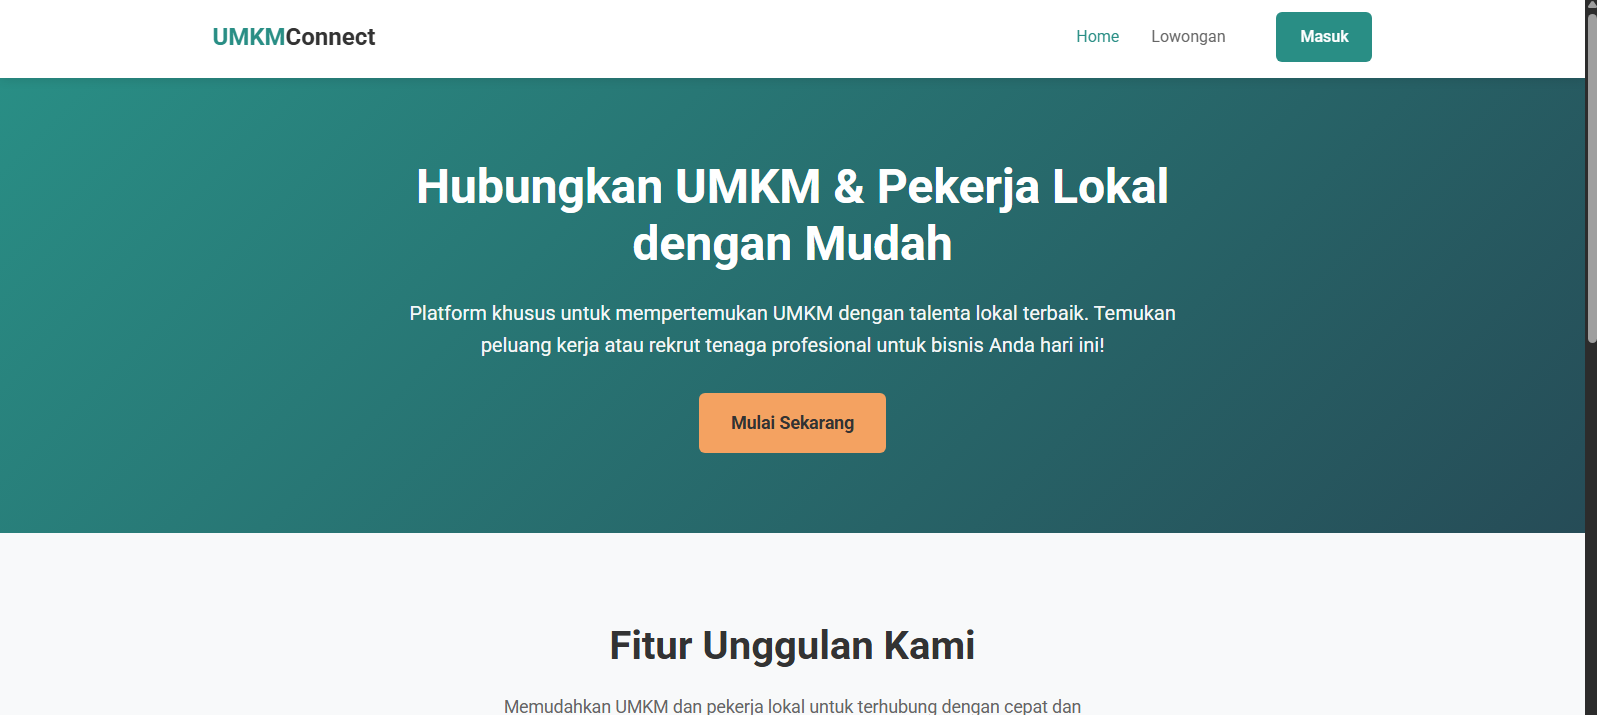 UMKMConnect
Home
Lowongan
Masuk
Hubungkan UMKM & Pekerja Lokal
dengan Mudah
Platform khusus untuk mempertemukan UMKM dengan talenta lokal terbaik. Temukan
peluang kerja atau rekrut tenaga profesional untuk bisnis Anda hari ini!
Mulai Sekarang
Fitur Unggulan Kami
Memudahkan UMKM dan pekerja lokal untuk terhubung dengan cepat dan